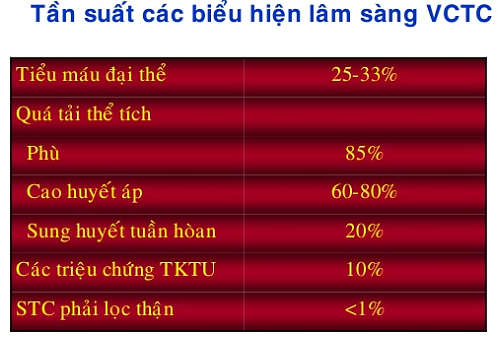 Tần suất các biểu hiện lâm sàng VCTC
Tiểu máu đại thể 25-33%
Quá tải thể tích
Phù 85%
Cao huyết áp 60-80%
Sung huyết tuần hòan 20%
Các triệu chứng TKTU 10%
STC phải lọc thận <1%